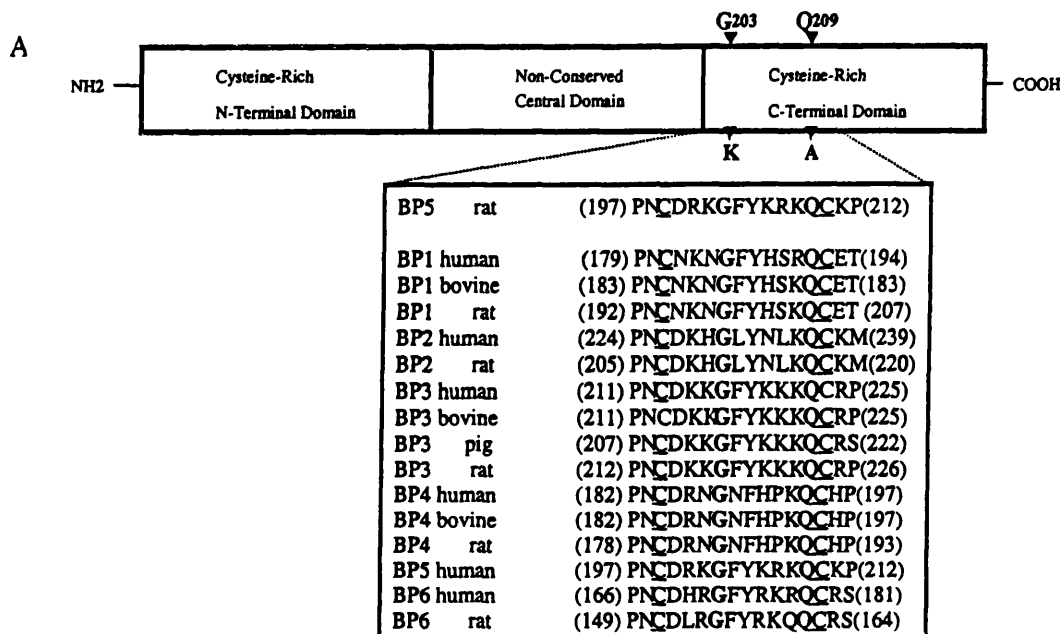 A
G203 Q209
NH2 Cysteine-Rich N-Terminal Domain Non-Conserved Central Domain Cysteine-Rich C-Terminal Domain COOH
K A
BP5 rat (197) PNCDRKGFYKRKQCKP(212)
BP1 human (179) PNCNKNGFYHSRQCET(194)
BP1 bovine (183) PNCNKNGFYHSKQCET(183)
BP1 rat (192) PNCNKNGFYHSKQCET (207)
BP2 human (224) PNCDKHGLYNLKQCKM(239)
BP2 rat (205) PNCDKHGLYNLKQCKM(220)
BP3 human (211) PNCDKKGFYKKKQCRP(225)
BP3 bovine (211) PNCDKKGFYKKKQCRP(225)
BP3 pig (207) PNCDKKGFYKKKQCRS(222)
BP3 rat (212) PNCDKKGFYKKKQCRP(226)
BP4 human (182) PNCDRNGNFHPKQCHP(197)
BP4 bovine (182) PNCDRNGNFHPKQCHP(197)
BP4 rat (178) PNCDRNGNFHPKQCHP(193)
BP5 human (197) PNCDRKGFYKRKQCKP(212)
BP6 human (166) PNCDHRGFYRKRQCRS(181)
BP6 rat (149) PNCDLRGFYRKQQCRS(164)